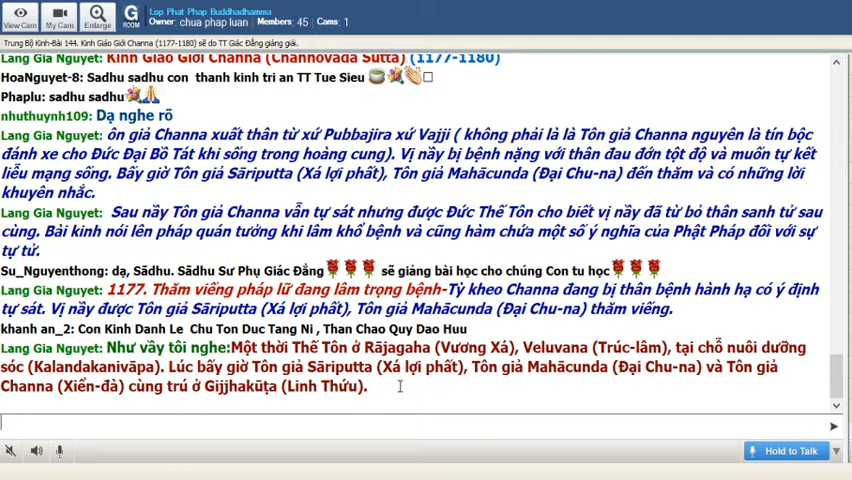 Lop Phat Phap Buddhadhamma
Owner: chua phap luan Members: 45 Cams: 1
View Cam
My Cam
Enlarge
G
ROOM
Trung Bộ Kinh-Bài 144. Kinh Giáo Giới Channa (1177-1180) sẽ do TT Giác Đẳng giảng giải.
Lang Gia Nguyet: Kinh Giáo Giới Channa (Channovàda Sutta) (1177-1180)
HoaNguyet-8: Sadhu sadhu con thanh kinh tri an TT Tue Sieu
Phaplu: sadhu sadhu
nhuthuynh109: Dạ nghe rõ
Lang Gia Nguyet: ôn giả Channa xuất thân từ xứ Pubbajira xứ Vajji ( không phải là là Tôn giả Channa nguyên là tín bộc
đánh xe cho Đức Đại Bồ Tát khi sống trong hoàng cung). Vị nầy bị bệnh nặng với thân đau đớn tột độ và muốn tự kết
liễu mạng sống. Bấy giờ Tôn giả Sāriputta (Xá lợi phất), Tôn giả Mahācunda (Đại Chu-na) đến thăm và có những lời
khuyên nhắc.
Lang Gia Nguyet: Sau nầy Tôn giả Channa vẫn tự sát nhưng được Đức Thế Tôn cho biết vị nầy đã từ bỏ thân sanh tử sau
cùng. Bài kinh nói lên pháp quán tưởng khi lâm khổ bệnh và cũng hàm chứa một số ý nghĩa của Phật Pháp đối với sự
tự tử.
Su_Nguyenthong: dạ, Sādhu. Sādhu Sư Phụ Giác Đẳng sẽ giảng bài học cho chúng Con tu học
Lang Gia Nguyet: 1177. Thăm viếng pháp lữ đang lâm trọng bệnh-Tỳ kheo Channa đang bị thân bệnh hành hạ có ý định
tự sát. Vị nầy được Tôn giả Sāriputta (Xá lợi phất), Tôn giả Mahācunda (Đại Chu-na) thăm viếng.
khanh an_2: Con Kinh Danh Le Chu Ton Duc Tang Ni , Than Chao Quy Dao Huu
Lang Gia Nguyet: Như vầy tôi nghe:Một thời Thế Tôn ở Rājagaha (Vương Xá), Veluvana (Trúc-lâm), tại chỗ nuôi dưỡng
sóc (Kalandakanivāpa). Lúc bấy giờ Tôn giả Sāriputta (Xá lợi phất), Tôn giả Mahācunda (Đại Chu-na) và Tôn giả
Channa (Xiển-đà) cùng trú ở Gijjhakūṭa (Linh Thứu).
Hold to Talk